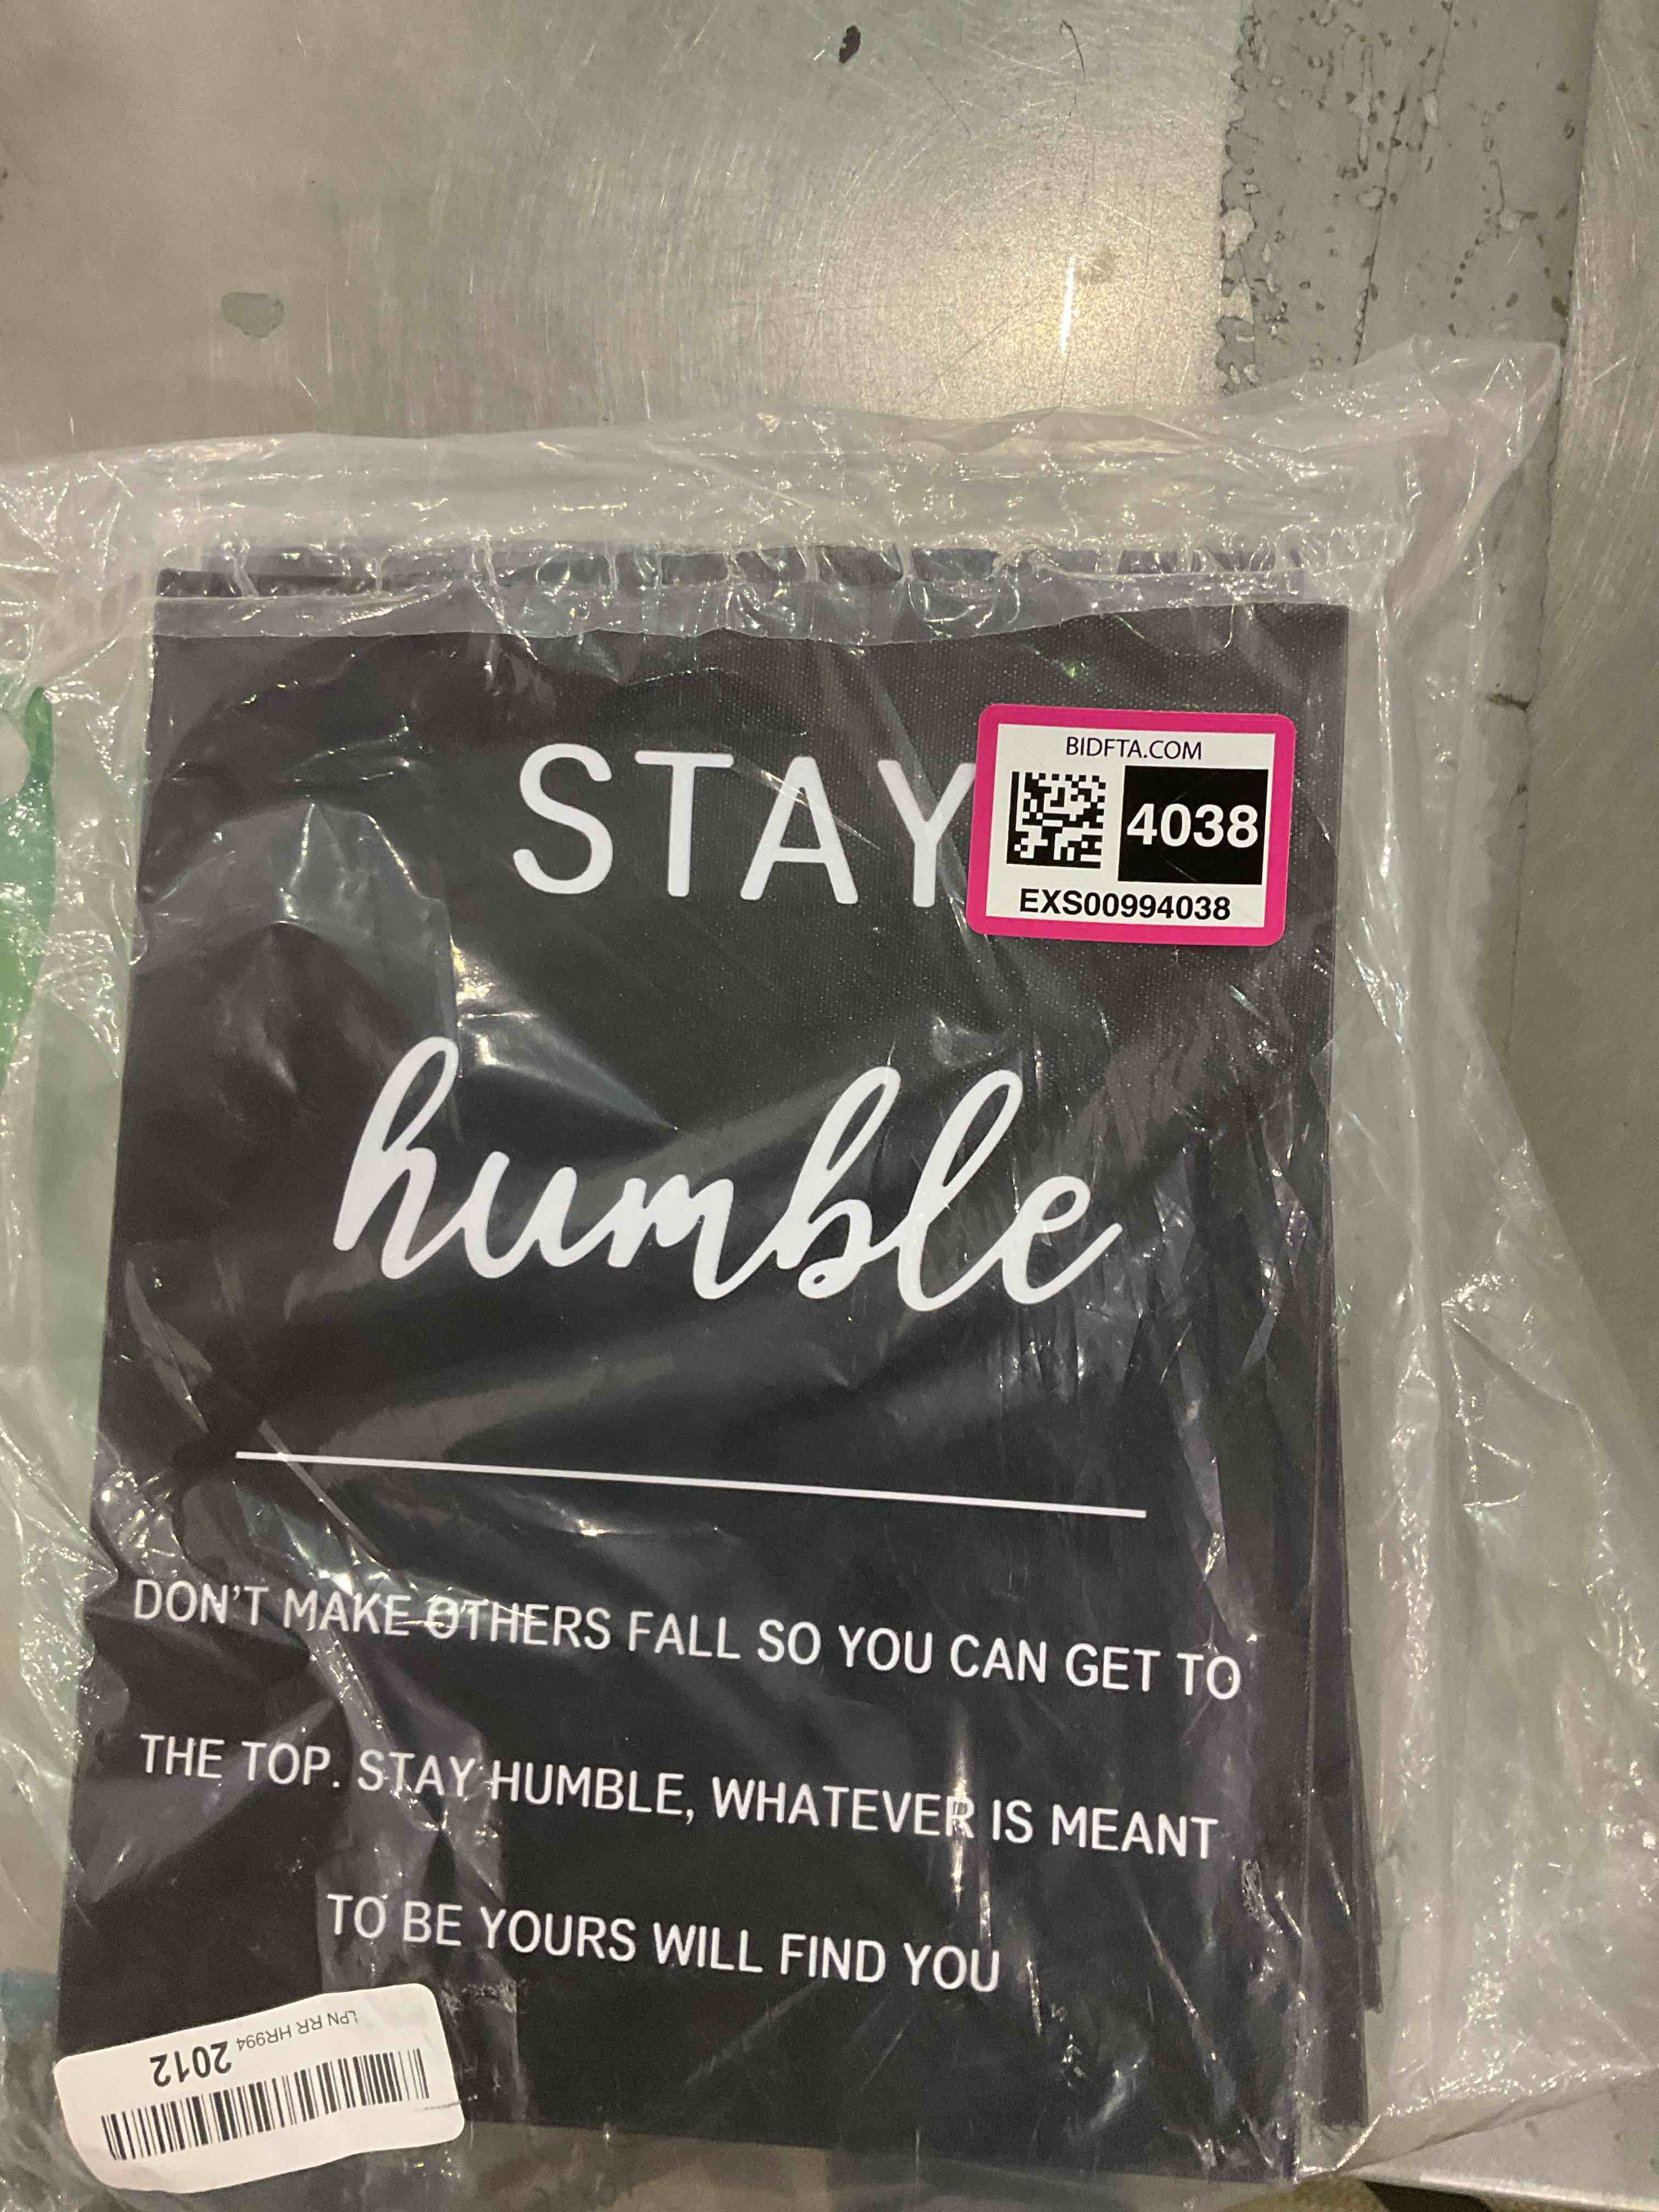 BIDFTA.COM
4038
EXS00994038
STAY
humble
DON'T MAKE OTHERS FALL SO YOU CAN GET TO
THE TOP. STAY HUMBLE, WHATEVER IS MEANT
TO BE YOURS WILL FIND YOU
LPN RR HR994 2012